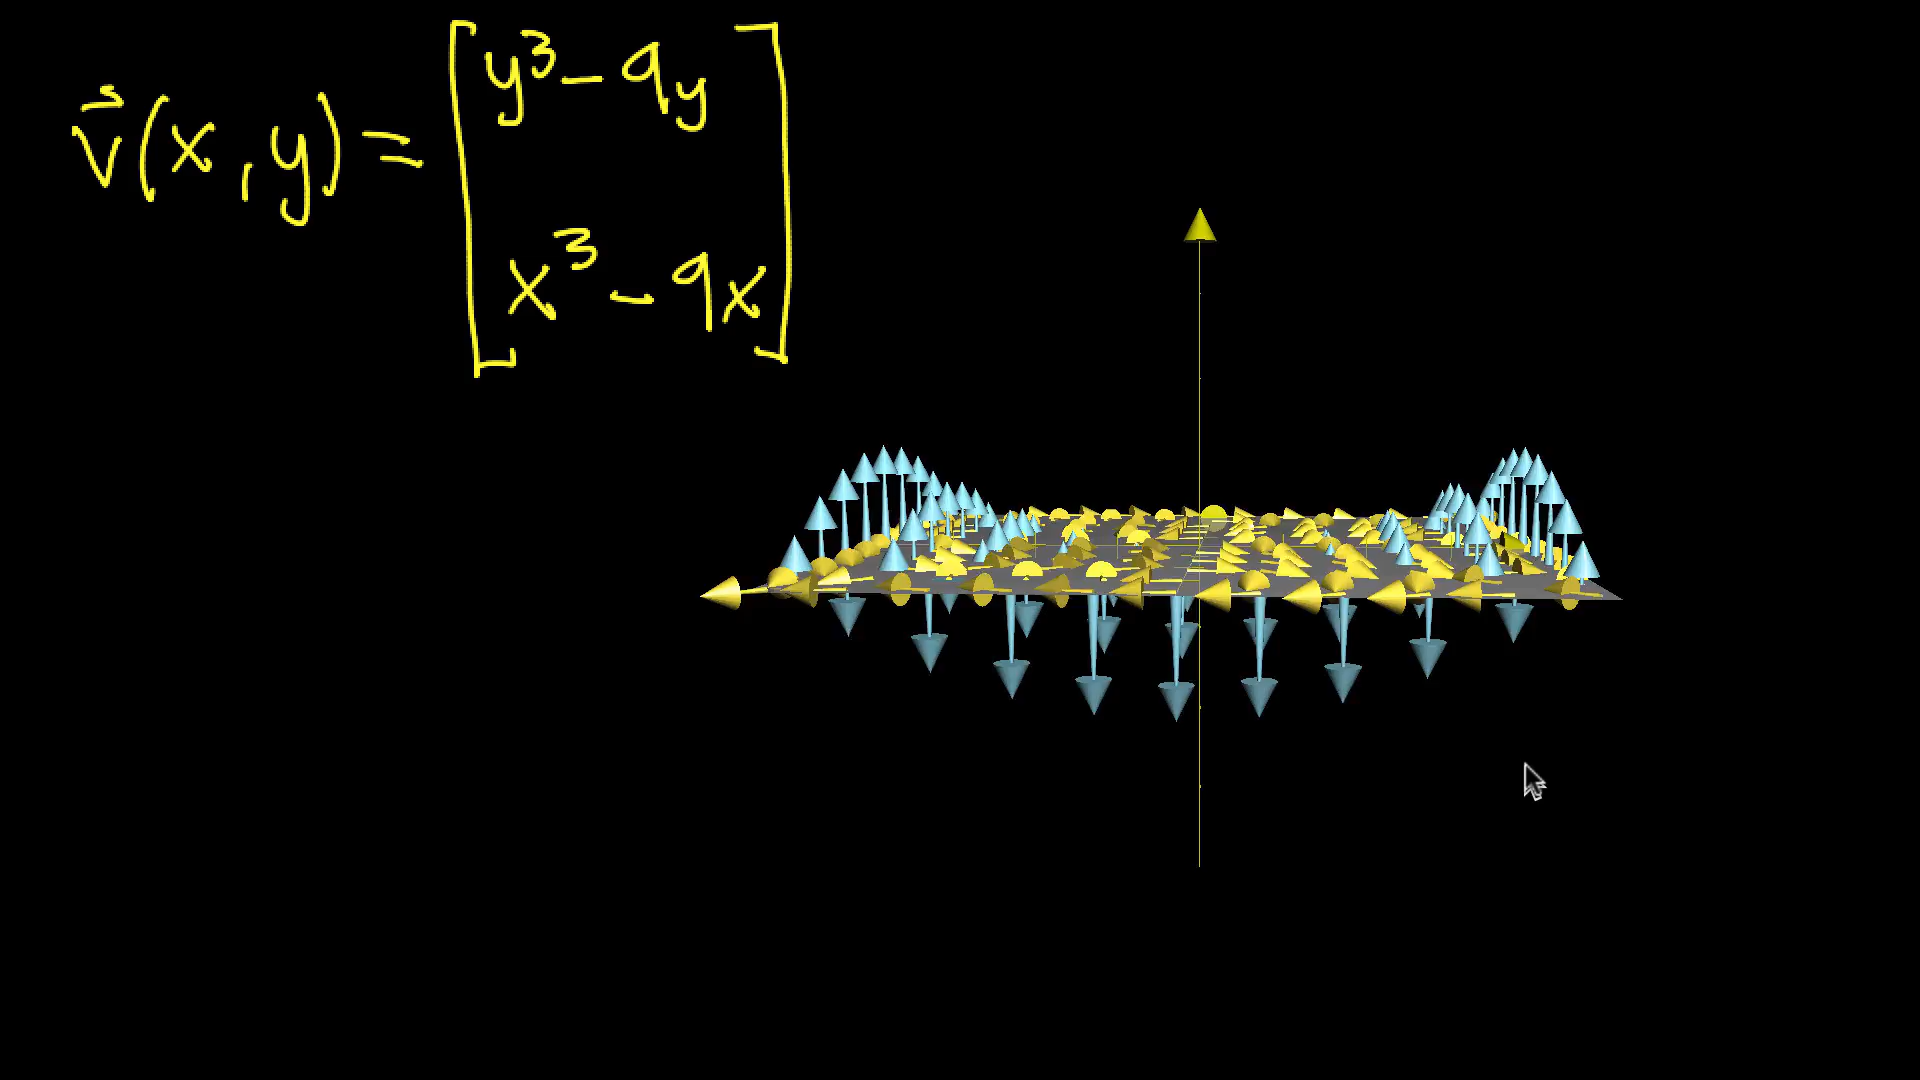 v⃗(x,y) = [y³ - 9y
x³ - 9x]